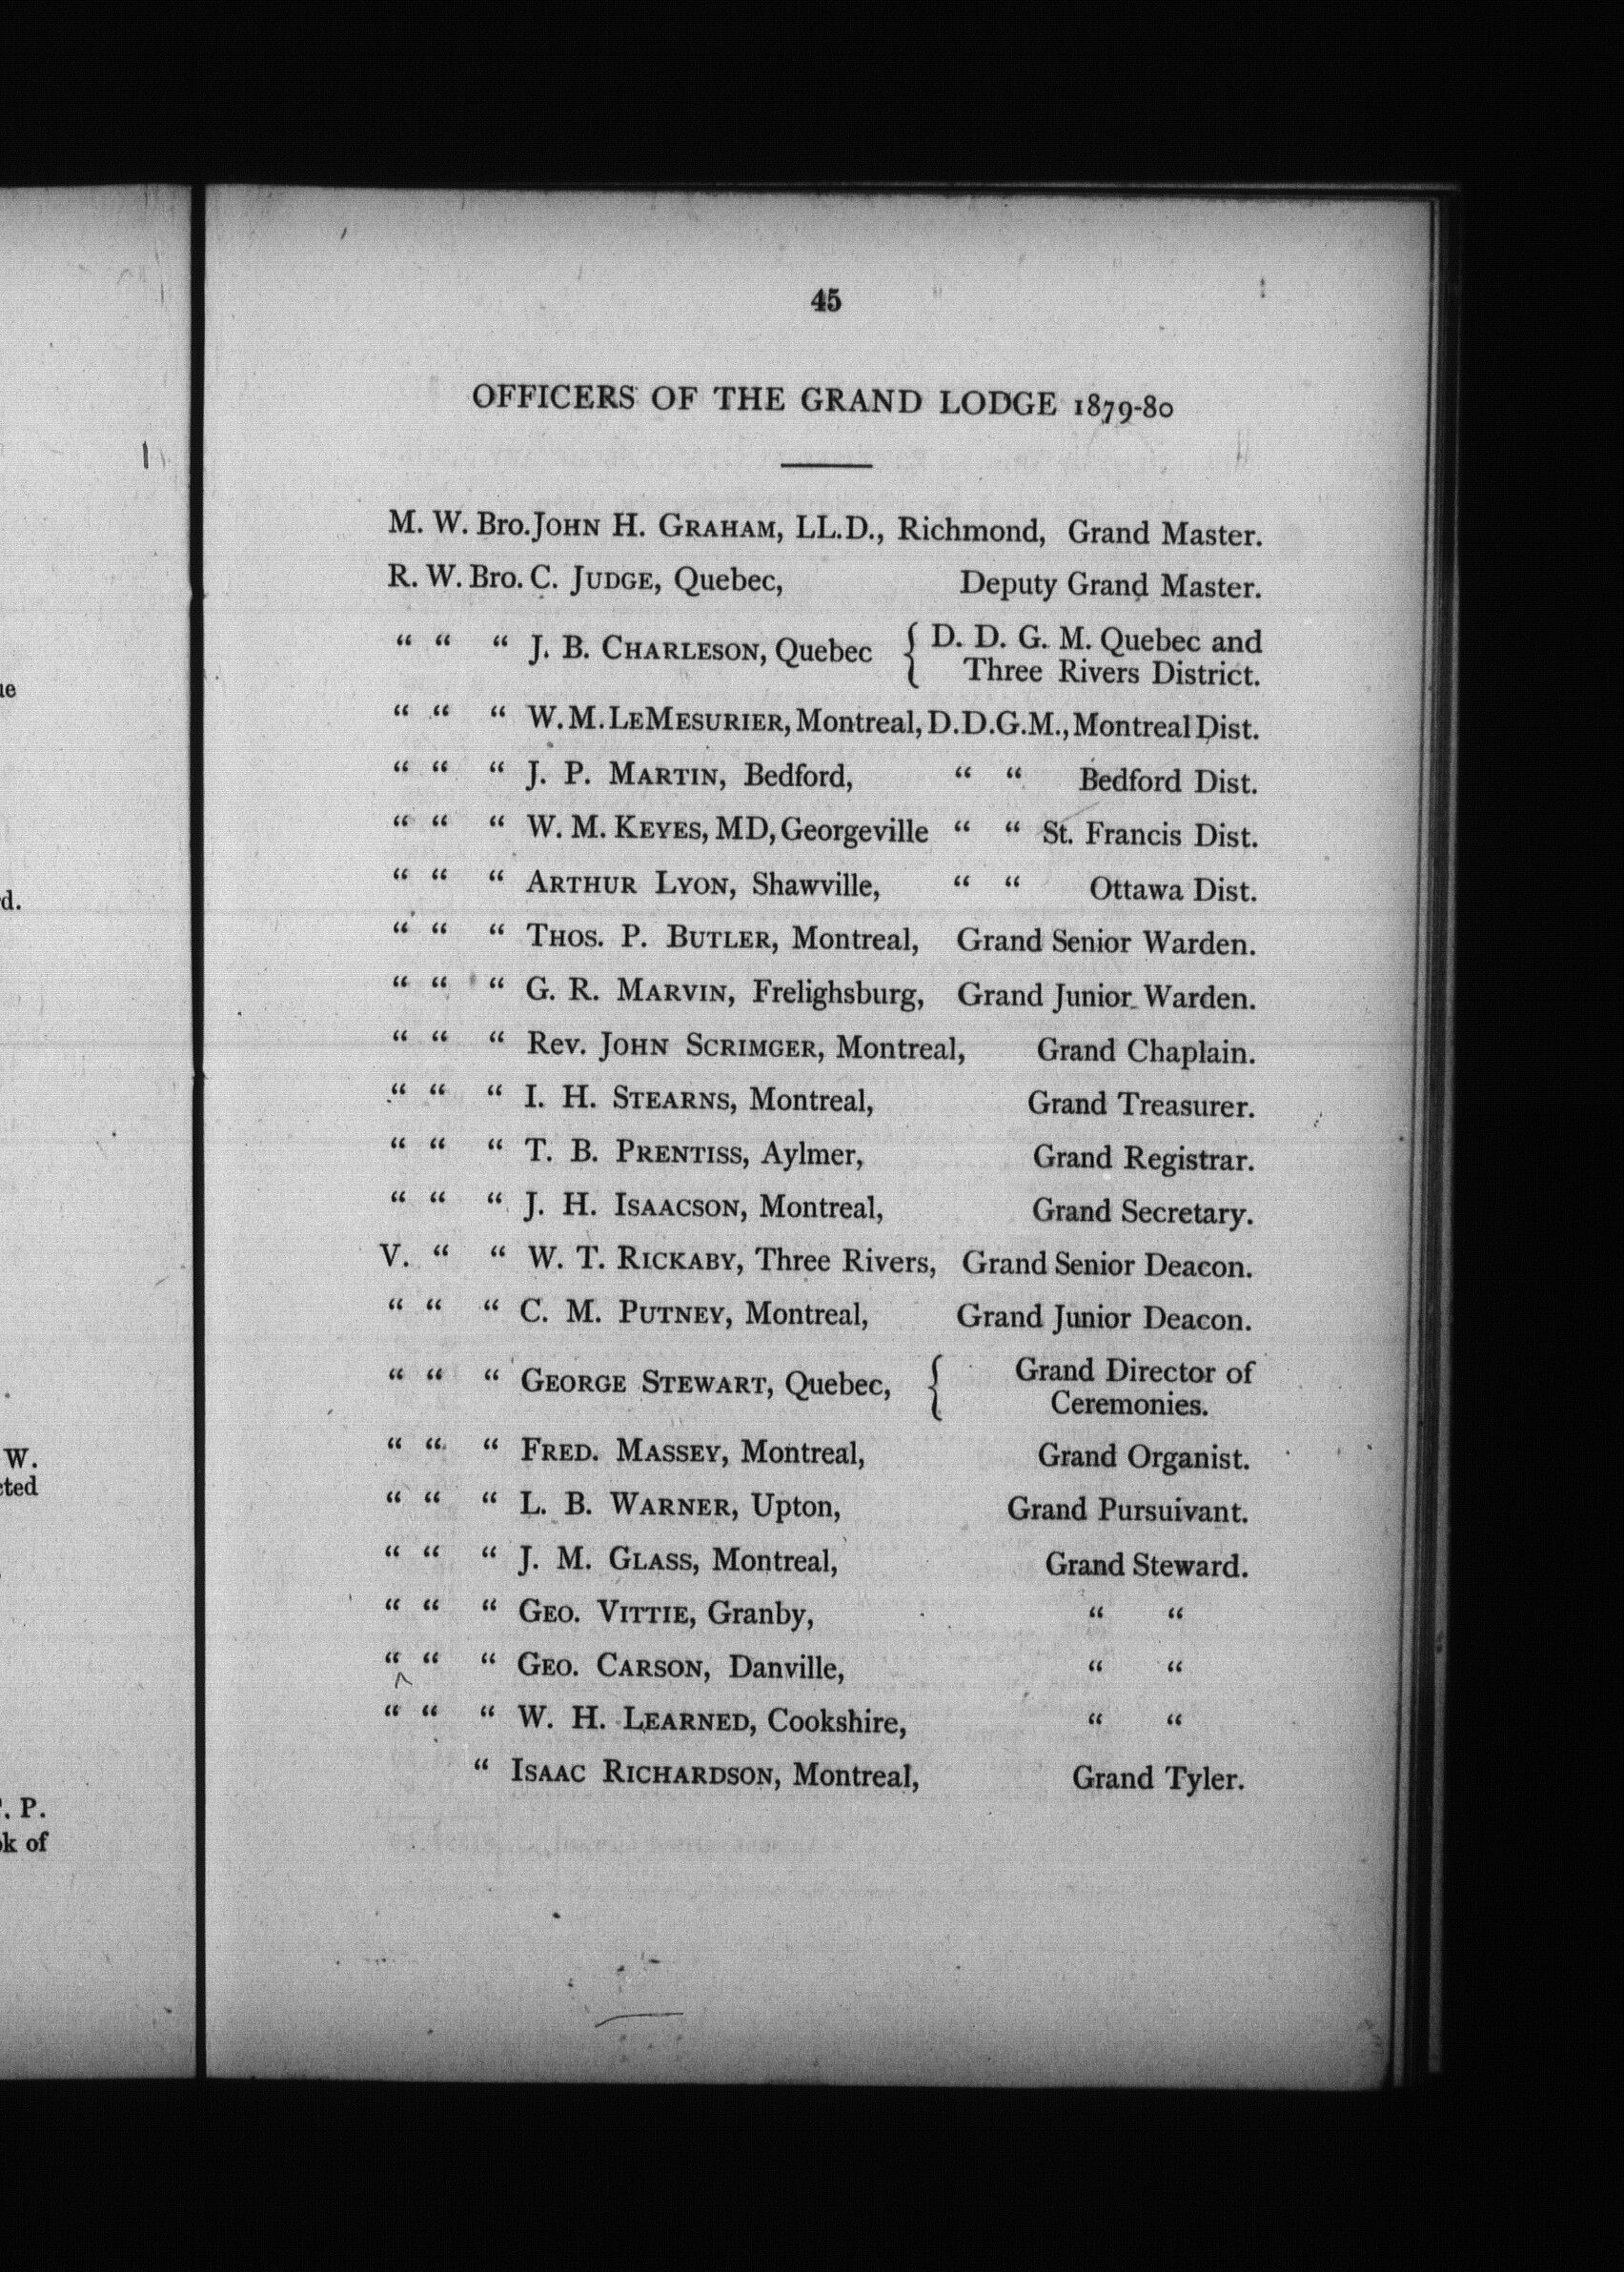 ue
d.
W.
cted
. P.
ok of
45
OFFICERS OF THE GRAND LODGE 1879-80
M. W. Bro. JOHN H. GRAHAM, LL.D., Richmond, Grand Master.
R. W. Bro. C. JUDGE, Quebec, Deputy Grand Master.
“ “ “ J. B. CHARLESON, Quebec { D. D. G. M. Quebec and
Three Rivers District.
“ “ “ W. M. LEMESURIER, Montreal, D.D.G.M., Montreal Dist.
“ “ “ J. P. MARTIN, Bedford, “ “ Bedford Dist.
“ “ “ W. M. KEYES, MD, Georgeville “ “ St. Francis Dist.
“ “ “ ARTHUR LYON, Shawville, “ “ Ottawa Dist.
“ “ “ THOS. P. BUTLER, Montreal, Grand Senior Warden.
“ “ “ G. R. MARVIN, Frelighsburg, Grand Junior Warden.
“ “ “ Rev. JOHN SCRIMGER, Montreal, Grand Chaplain.
“ “ “ I. H. STEARNS, Montreal, Grand Treasurer.
“ “ “ T. B. PRENTISS, Aylmer, Grand Registrar.
“ “ “ J. H. ISAACSON, Montreal, Grand Secretary.
V. “ “ W. T. RICKABY, Three Rivers, Grand Senior Deacon.
“ “ “ C. M. PUTNEY, Montreal, Grand Junior Deacon.
“ “ “ GEORGE STEWART, Quebec, { Grand Director of
Ceremonies.
“ “ “ FRED. MASSEY, Montreal, Grand Organist.
“ “ “ L. B. WARNER, Upton, Grand Pursuivant.
“ “ “ J. M. GLASS, Montreal, Grand Steward.
“ “ “ GEO. VITTIE, Granby, “ “
“ “ “ GEO. CARSON, Danville, “ “
“ “ “ W. H. LEARNED, Cookshire, “ “
“ ISAAC RICHARDSON, Montreal, Grand Tyler.